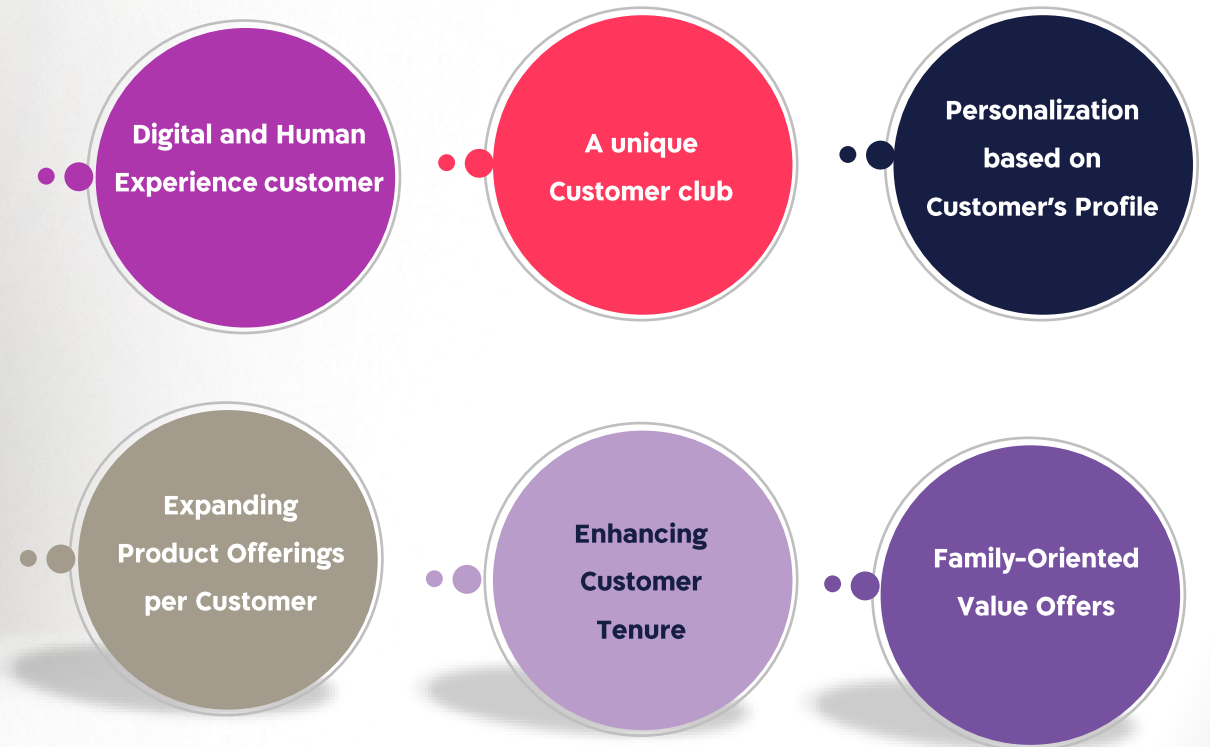 Digital and Human
Experience customer
A unique
Customer club
Personalization
based on
Customer's Profile
Expanding
Product Offerings
per Customer
Enhancing
Customer
Tenure
Family-Oriented
Value Offers